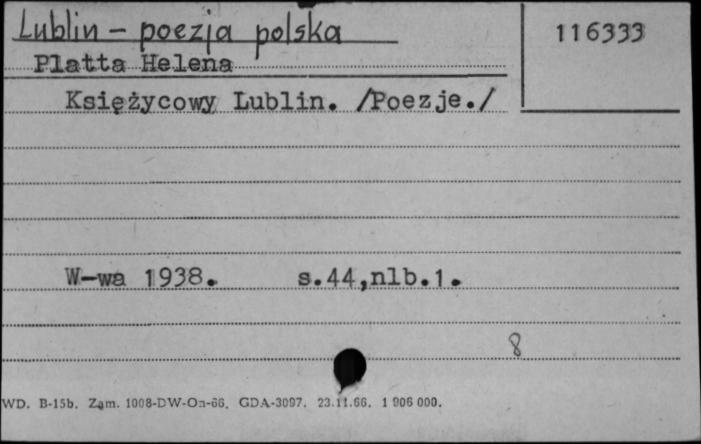 Lublin - poezja polska
116333
Platta Helena
Księżycowy Lublin. /Poezje./
W-wa 1938. s.44,nlb.1.
8
WD. B-15b. Zam. 1008-DW-On-66. GDA-3097. 23.11.66. 1 906 000.